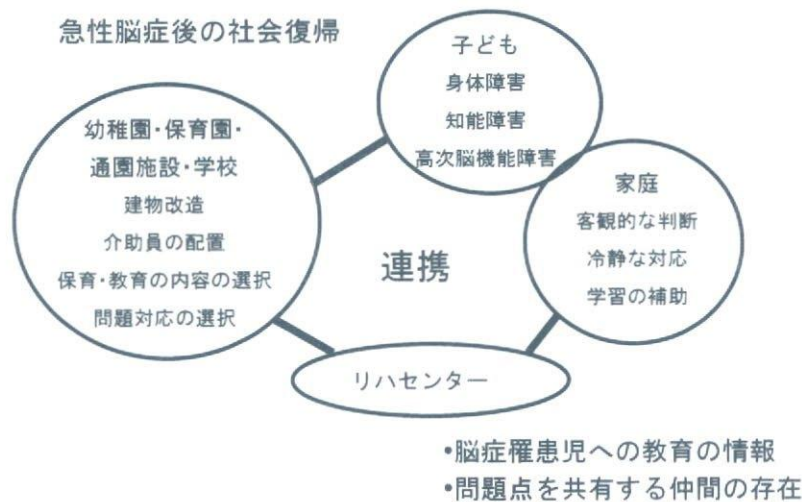 急性脳症後の社会復帰
子ども
身体障害
知能障害
高次脳機能障害
幼稚園・保育園・
通園施設・学校
建物改造
介助員の配置
保育・教育の内容の選択
問題対応の選択
家庭
客観的な判断
冷静な対応
学習の補助
連携
リハセンター
•脳症罹患児への教育の情報
•問題点を共有する仲間の存在